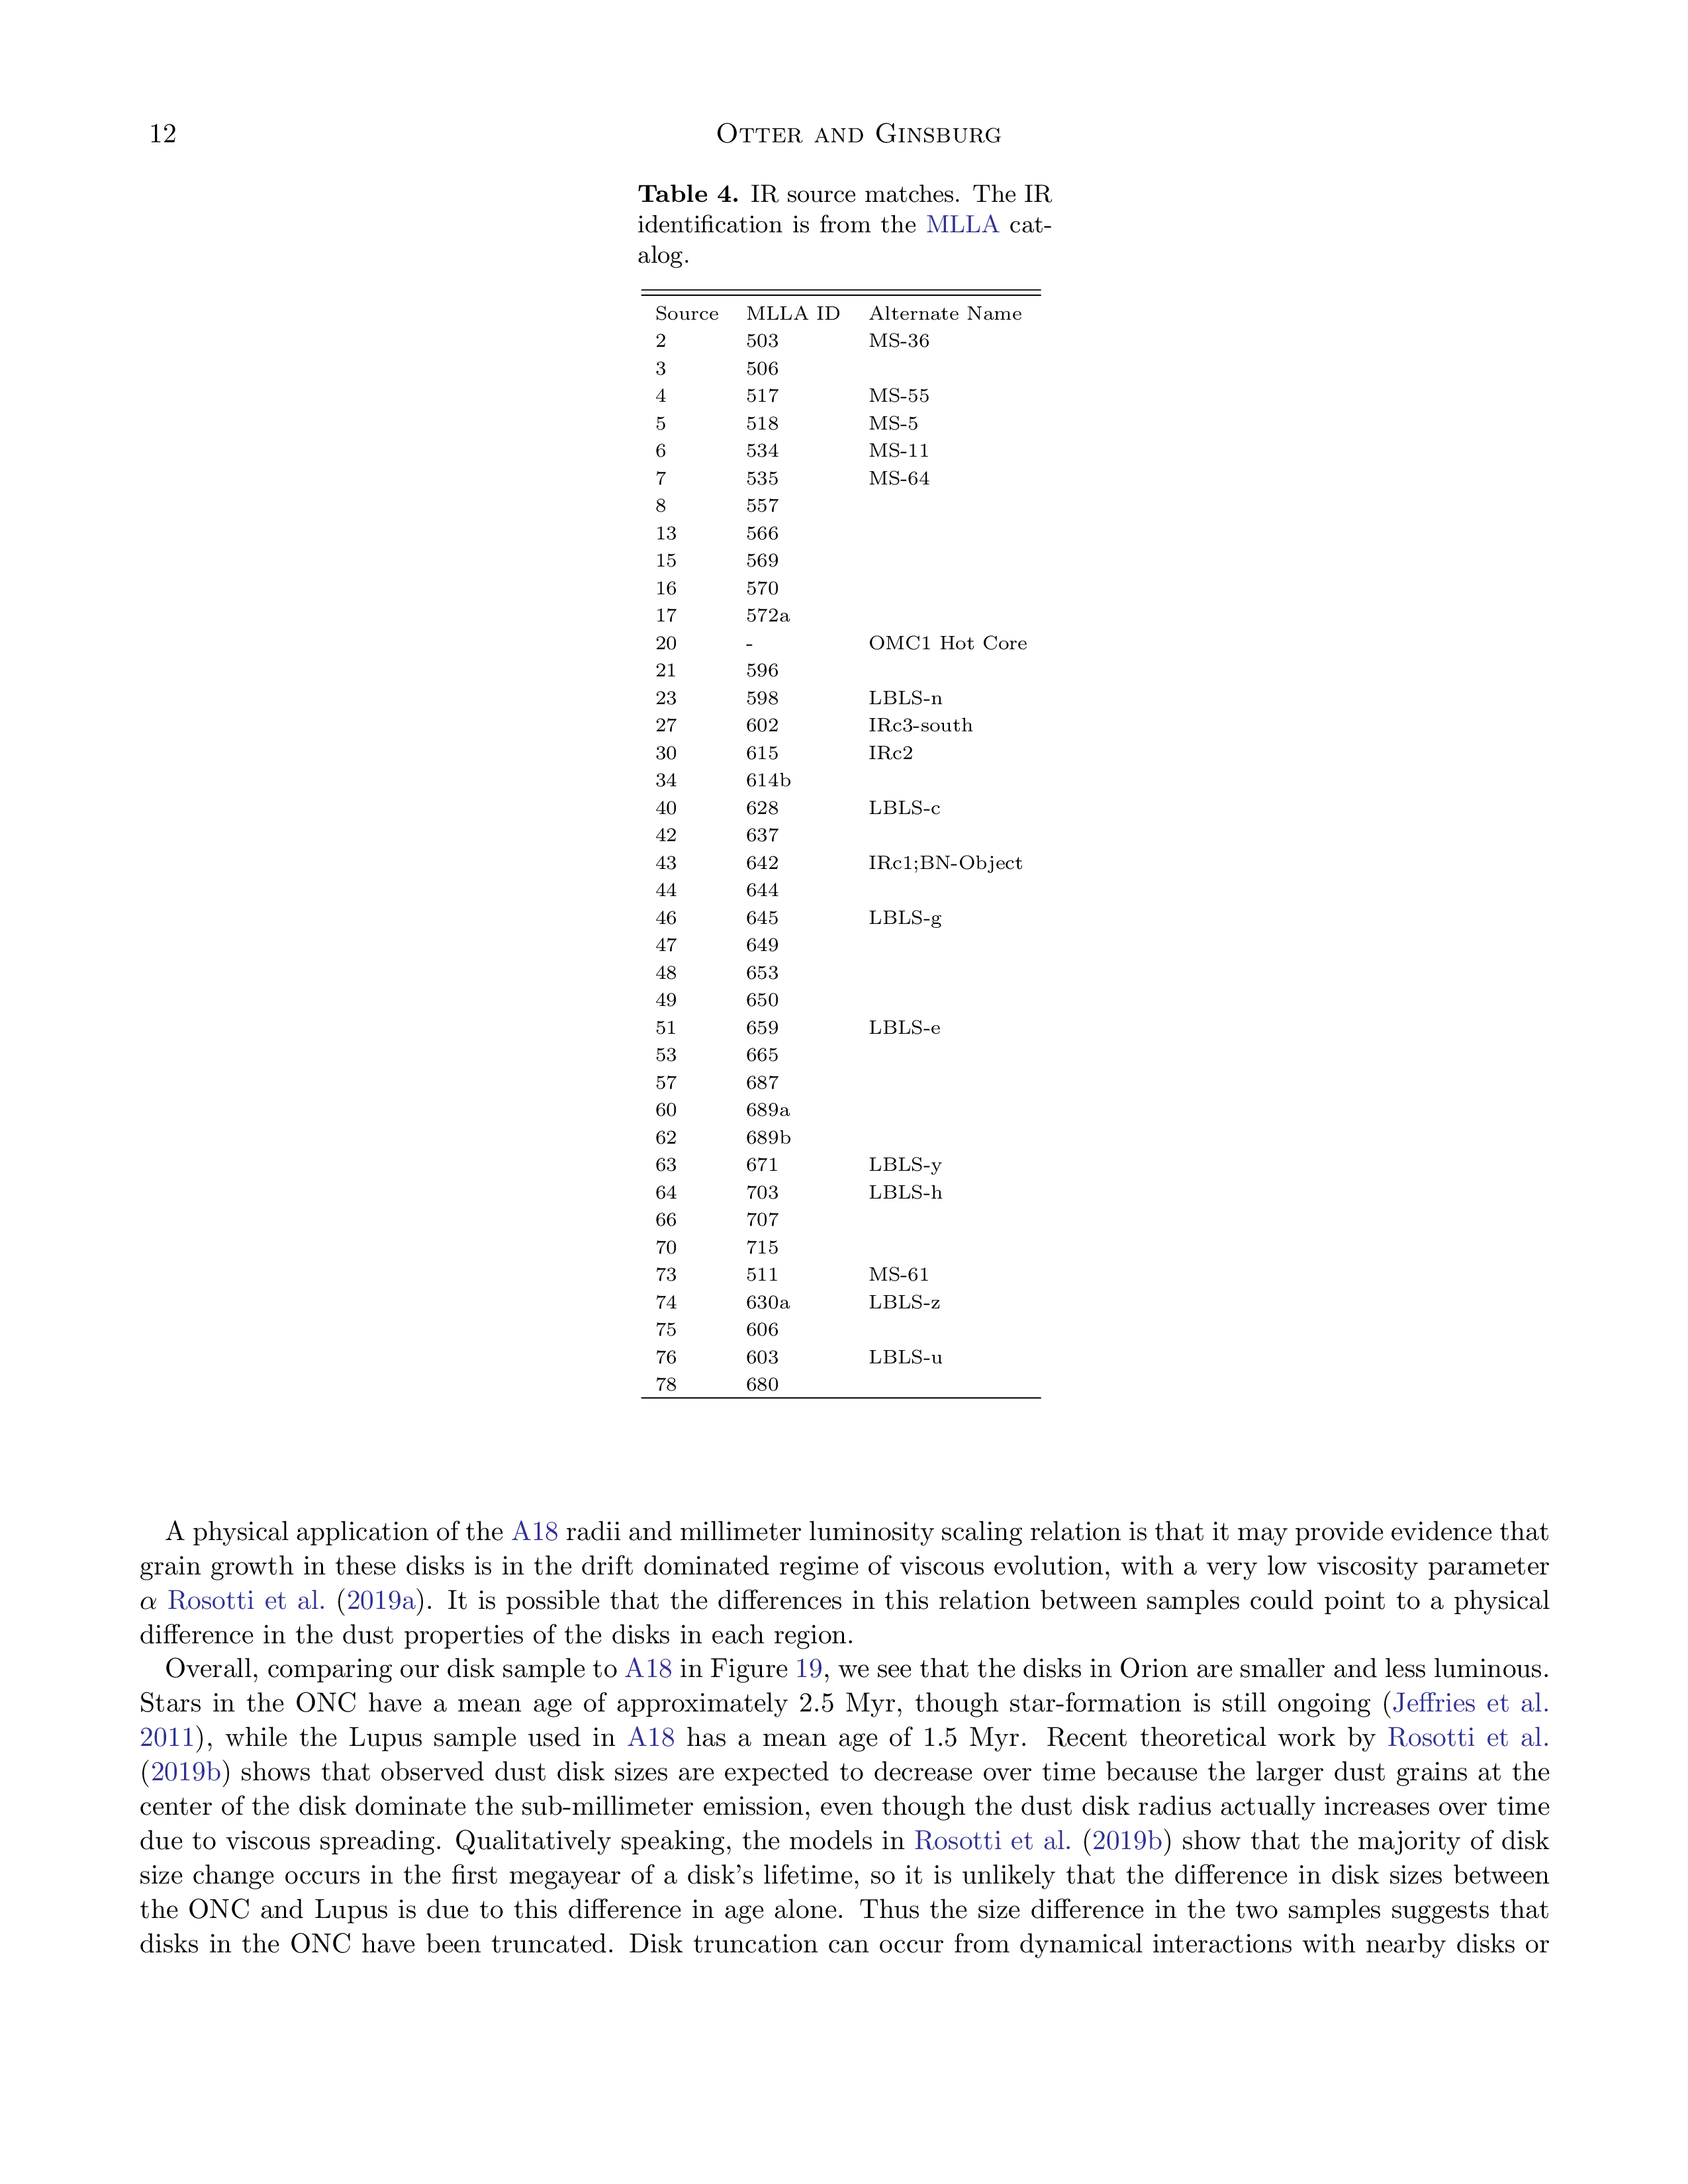 12
OTTER AND GINSBURG
Table 4. IR source matches. The IR
identification is from the MLLA cat-
alog.
Source MLLA ID Alternate Name
2 503 MS-36
3 506
4 517 MS-55
5 518 MS-5
6 534 MS-11
7 535 MS-64
8 557
13 566
15 569
16 570
17 572a
20 - OMC1 Hot Core
21 596
23 598 LBLS-n
27 602 IRc3-south
30 615 IRc2
34 614b
40 628 LBLS-c
42 637
43 642 IRc1;BN-Object
44 644
46 645 LBLS-g
47 649
48 653
49 650
51 659 LBLS-e
53 665
57 687
60 689a
62 689b
63 671 LBLS-y
64 703 LBLS-h
66 707
70 715
73 511 MS-61
74 630a LBLS-z
75 606
76 603 LBLS-u
78 680
A physical application of the A18 radii and millimeter luminosity scaling relation is that it may provide evidence that
grain growth in these disks is in the drift dominated regime of viscous evolution, with a very low viscosity parameter
α Rosotti et al. (2019a). It is possible that the differences in this relation between samples could point to a physical
difference in the dust properties of the disks in each region.
Overall, comparing our disk sample to A18 in Figure 19, we see that the disks in Orion are smaller and less luminous.
Stars in the ONC have a mean age of approximately 2.5 Myr, though star-formation is still ongoing (Jeffries et al.
2011), while the Lupus sample used in A18 has a mean age of 1.5 Myr. Recent theoretical work by Rosotti et al.
(2019b) shows that observed dust disk sizes are expected to decrease over time because the larger dust grains at the
center of the disk dominate the sub-millimeter emission, even though the dust disk radius actually increases over time
due to viscous spreading. Qualitatively speaking, the models in Rosotti et al. (2019b) show that the majority of disk
size change occurs in the first megayear of a disk's lifetime, so it is unlikely that the difference in disk sizes between
the ONC and Lupus is due to this difference in age alone. Thus the size difference in the two samples suggests that
disks in the ONC have been truncated. Disk truncation can occur from dynamical interactions with nearby disks or